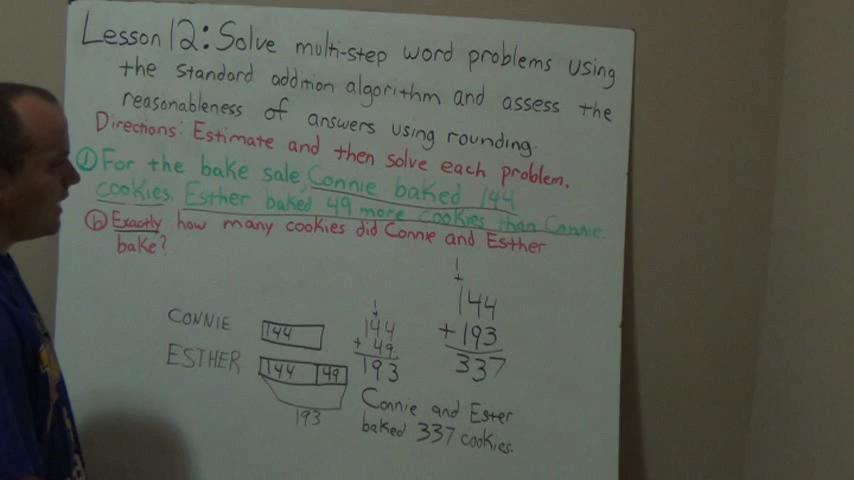 Lesson 12: Solve multi-step word problems using
the standard addition algorithm and assess the
reasonableness of answers using rounding.
Directions: Estimate and then solve each problem.
① For the bake sale, Connie baked 144
cookies. Esther baked 49 more cookies than Connie.
ⓑ Exactly how many cookies did Connie and Esther
bake?
CONNIE 144
ESTHER 144 49
193
1
144
+ 49
193
1
144
+ 193
337
Connie and Ester
baked 337 cookies.